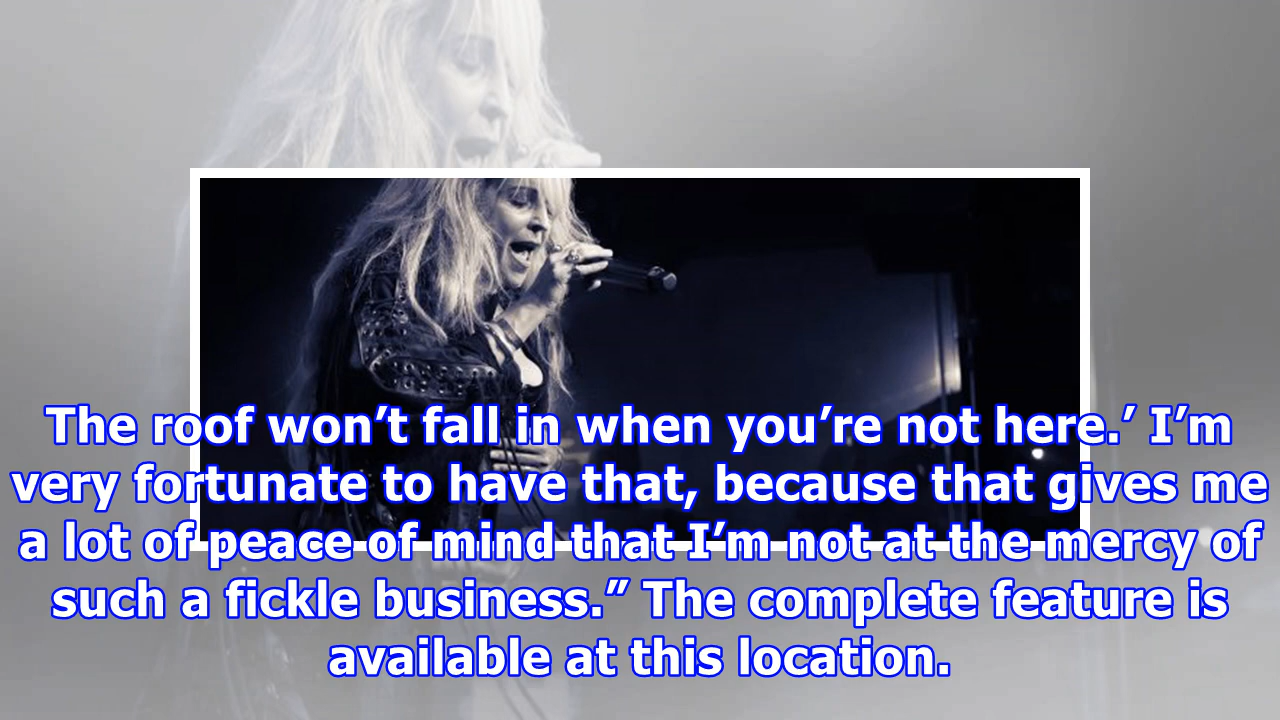 The roof won’t fall in when you’re not here.’ I’m
very fortunate to have that, because that gives me
a lot of peace of mind that I’m not at the mercy of
such a fickle business.” The complete feature is
available at this location.